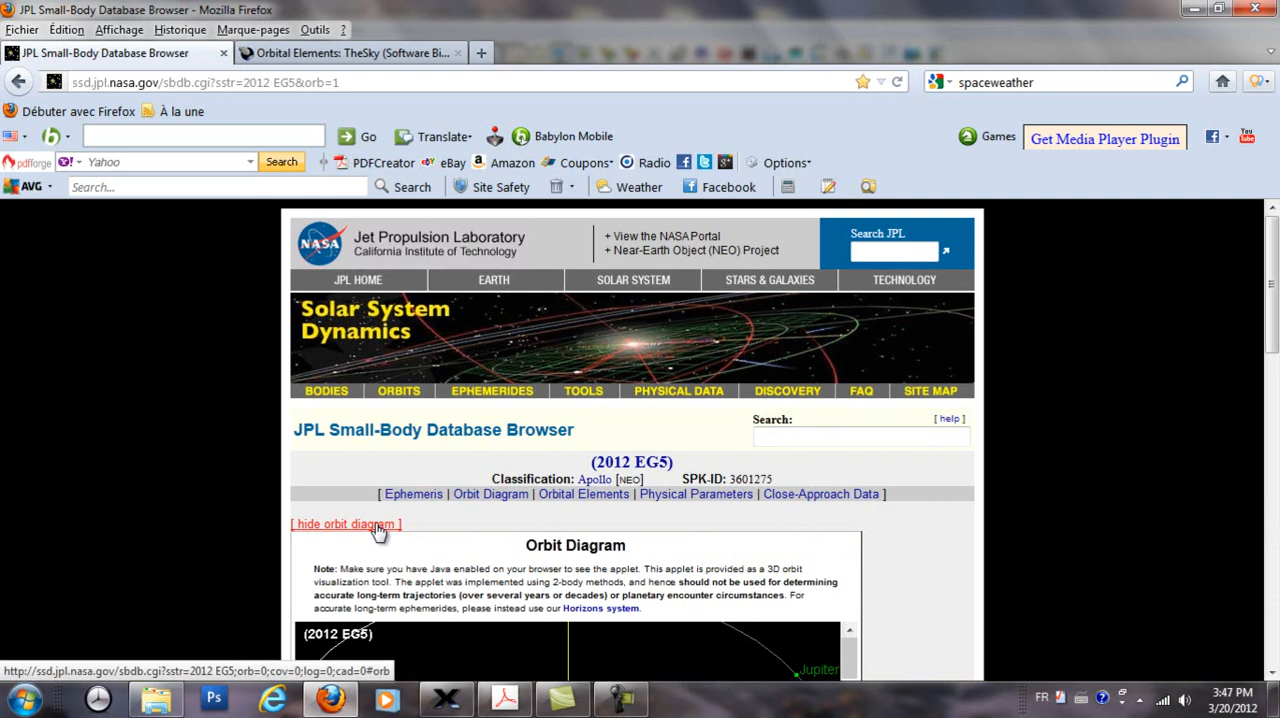 JPL Small-Body Database Browser - Mozilla Firefox
Fichier Édition Affichage Historique Marque-pages Outils ?
JPL Small-Body Database Browser × Orbital Elements: TheSky (Software Bi... × +
ssd.jpl.nasa.gov/sbdb.cgi?sstr=2012 EG5&orb=1 spaceweather
Débuter avec Firefox À la une
Go Translate Babylon Mobile Games Get Media Player Plugin You Tube
pdfforge Y! Yahoo Search PDFCreator eBay Amazon Coupons Radio Options
AVG Search... Search Site Safety Weather Facebook
NASA Jet Propulsion Laboratory + View the NASA Portal Search JPL
California Institute of Technology + Near-Earth Object (NEO) Project
JPL HOME EARTH SOLAR SYSTEM STARS & GALAXIES TECHNOLOGY
Solar System
Dynamics
BODIES ORBITS EPHEMERIDES TOOLS PHYSICAL DATA DISCOVERY FAQ SITE MAP
Search: [ help ]
JPL Small-Body Database Browser
(2012 EG5)
Classification: Apollo [NEO] SPK-ID: 3601275
[ Ephemeris | Orbit Diagram | Orbital Elements | Physical Parameters | Close-Approach Data ]
[ hide orbit diagram ]
Orbit Diagram
Note: Make sure you have Java enabled on your browser to see the applet. This applet is provided as a 3D orbit
visualization tool. The applet was implemented using 2-body methods, and hence should not be used for determining
accurate long-term trajectories (over several years or decades) or planetary encounter circumstances. For
accurate long-term ephemerides, please instead use our Horizons system.
(2012 EG5)
Jupiter
http://ssd.jpl.nasa.gov/sbdb.cgi?sstr=2012 EG5;orb=0;cov=0;log=0;cad=0#orb
Ps FR 3:47 PM
3/20/2012